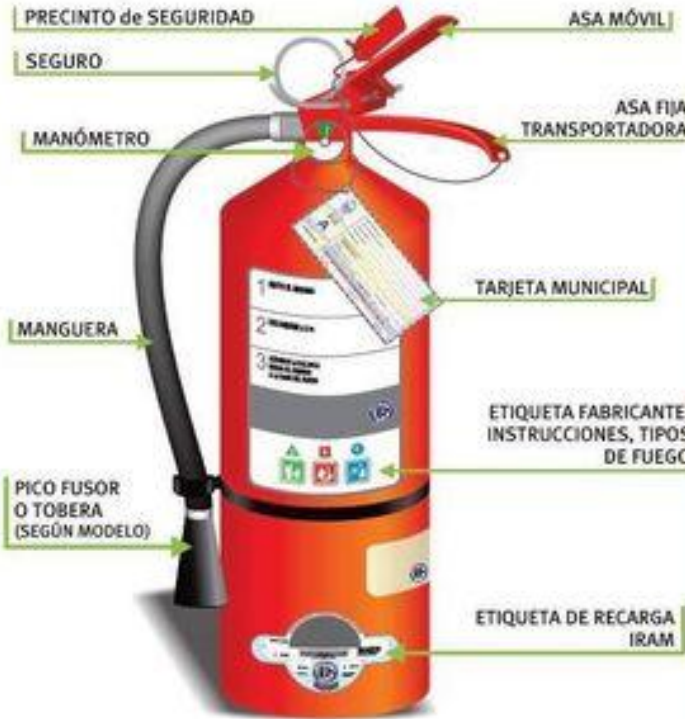 PRECINTO de SEGURIDAD
ASA MÓVIL
SEGURO
ASA FIJA
TRANSPORTADORA
MANÓMETRO
TARJETA MUNICIPAL
MANGUERA
1
2
3
ETIQUETA FABRICANTE
INSTRUCCIONES, TIPOS
DE FUEGO
A B C
PICO FUSOR
O TOBERA
(SEGÚN MODELO)
ETIQUETA DE RECARGA
IRAM